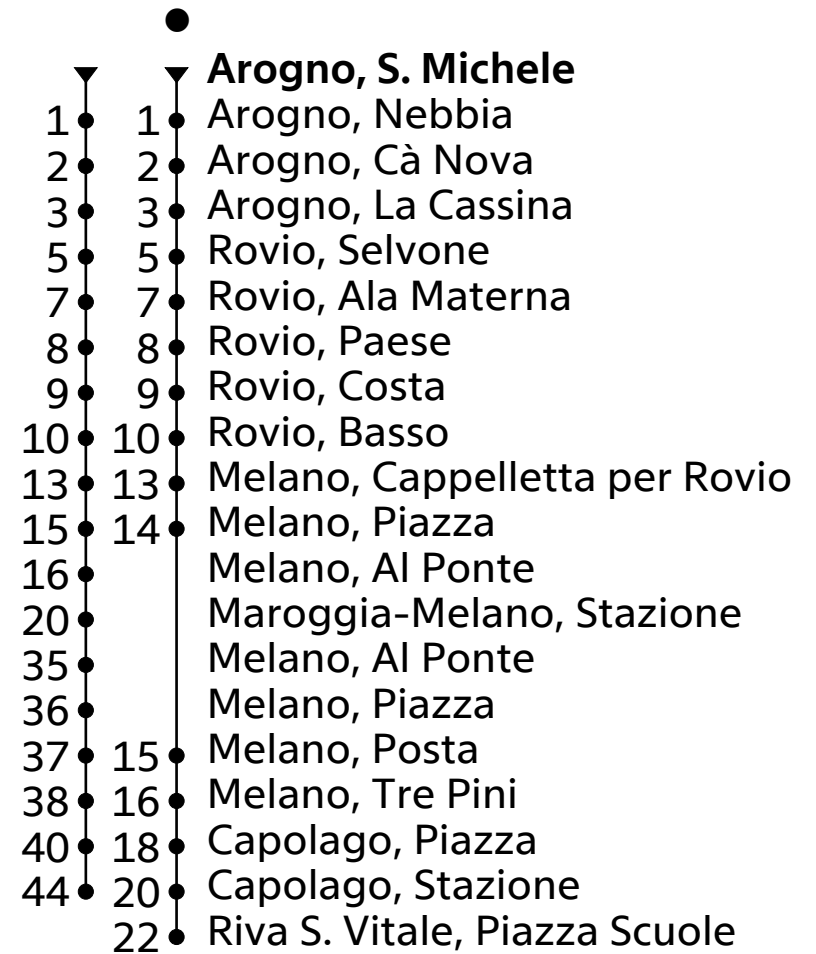 Arogno, S. Michele
1 1 Arogno, Nebbia
2 2 Arogno, Cà Nova
3 3 Arogno, La Cassina
5 5 Rovio, Selvone
7 7 Rovio, Ala Materna
8 8 Rovio, Paese
9 9 Rovio, Costa
10 10 Rovio, Basso
13 13 Melano, Cappelletta per Rovio
15 14 Melano, Piazza
16 Melano, Al Ponte
20 Maroggia-Melano, Stazione
35 Melano, Al Ponte
36 Melano, Piazza
37 15 Melano, Posta
38 16 Melano, Tre Pini
40 18 Capolago, Piazza
44 20 Capolago, Stazione
22 Riva S. Vitale, Piazza Scuole